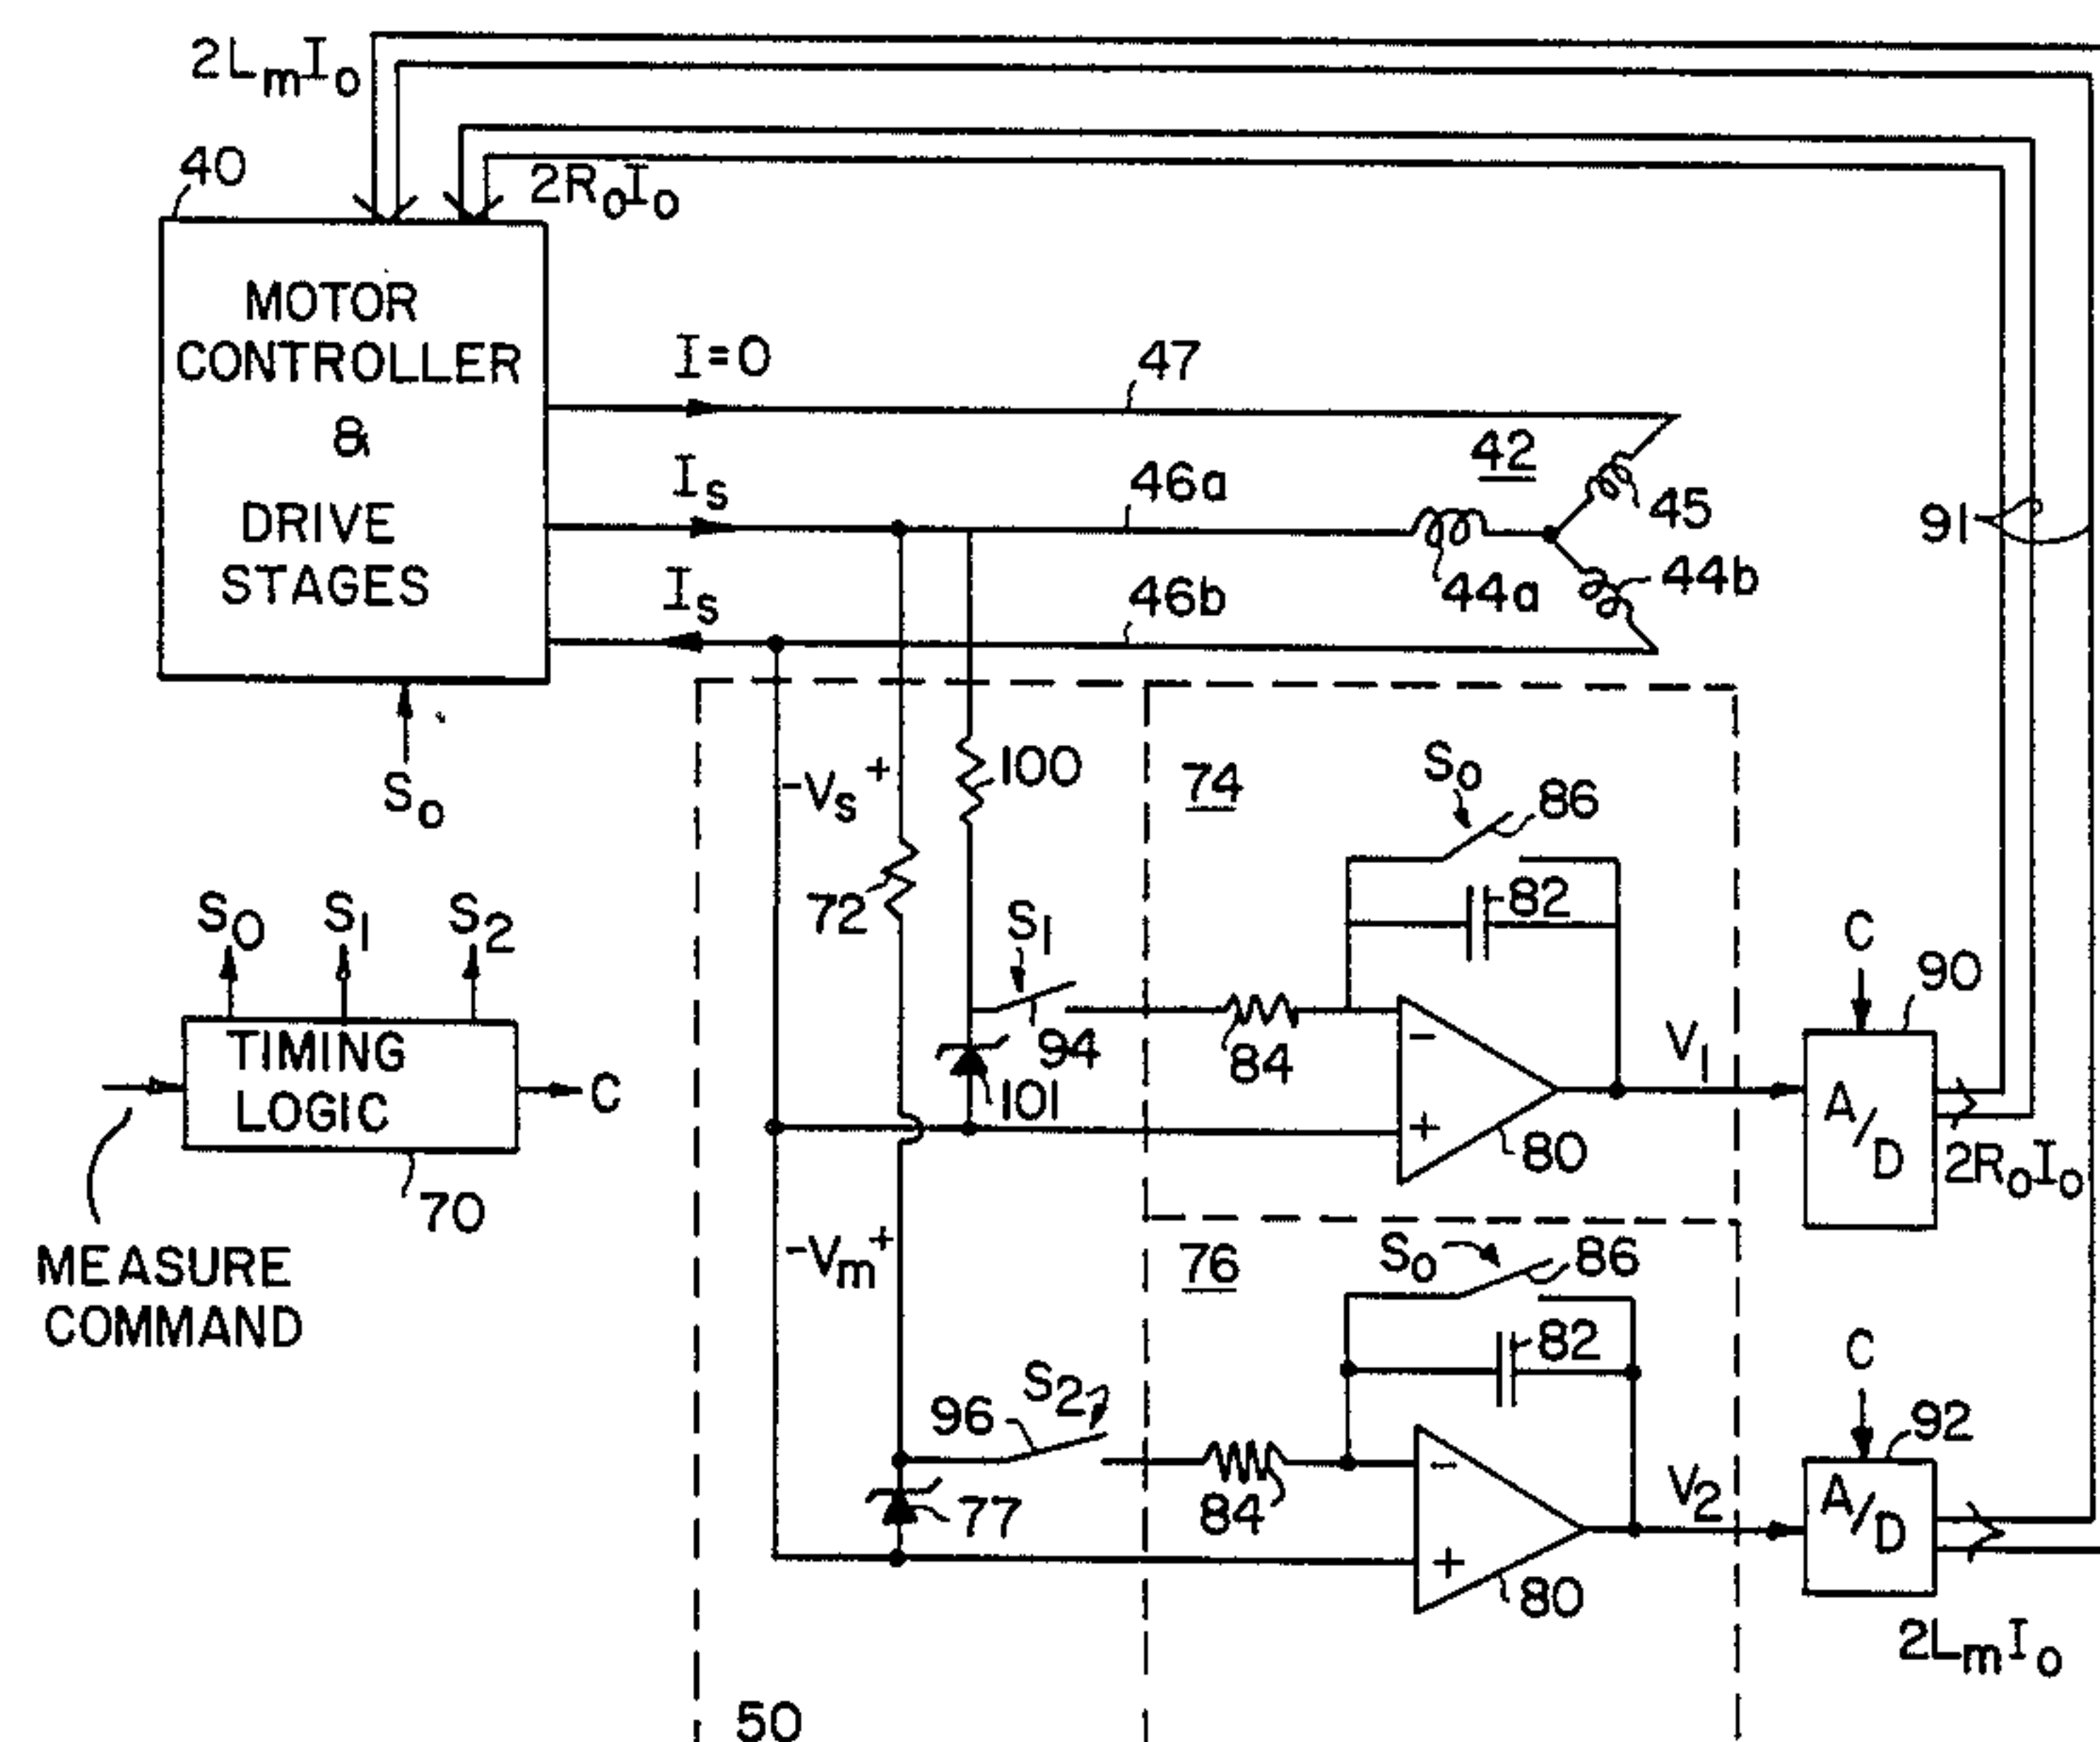 2LmIo
40
2RoIo
MOTOR
CONTROLLER
&
DRIVE
STAGES
I=0
47
42
45
Is
46a
44a
44b
91
Is
46b
So
-Vs+
100
74
So
86
72
82
S0
S1
S2
S1
94
84
-
+
80
V1
C
90
A/D
2RoIo
TIMING
LOGIC
C
70
101
MEASURE
COMMAND
-Vm+
76
So
86
82
96
S2
84
-
+
80
77
V2
C
92
A/D
2LmIo
50